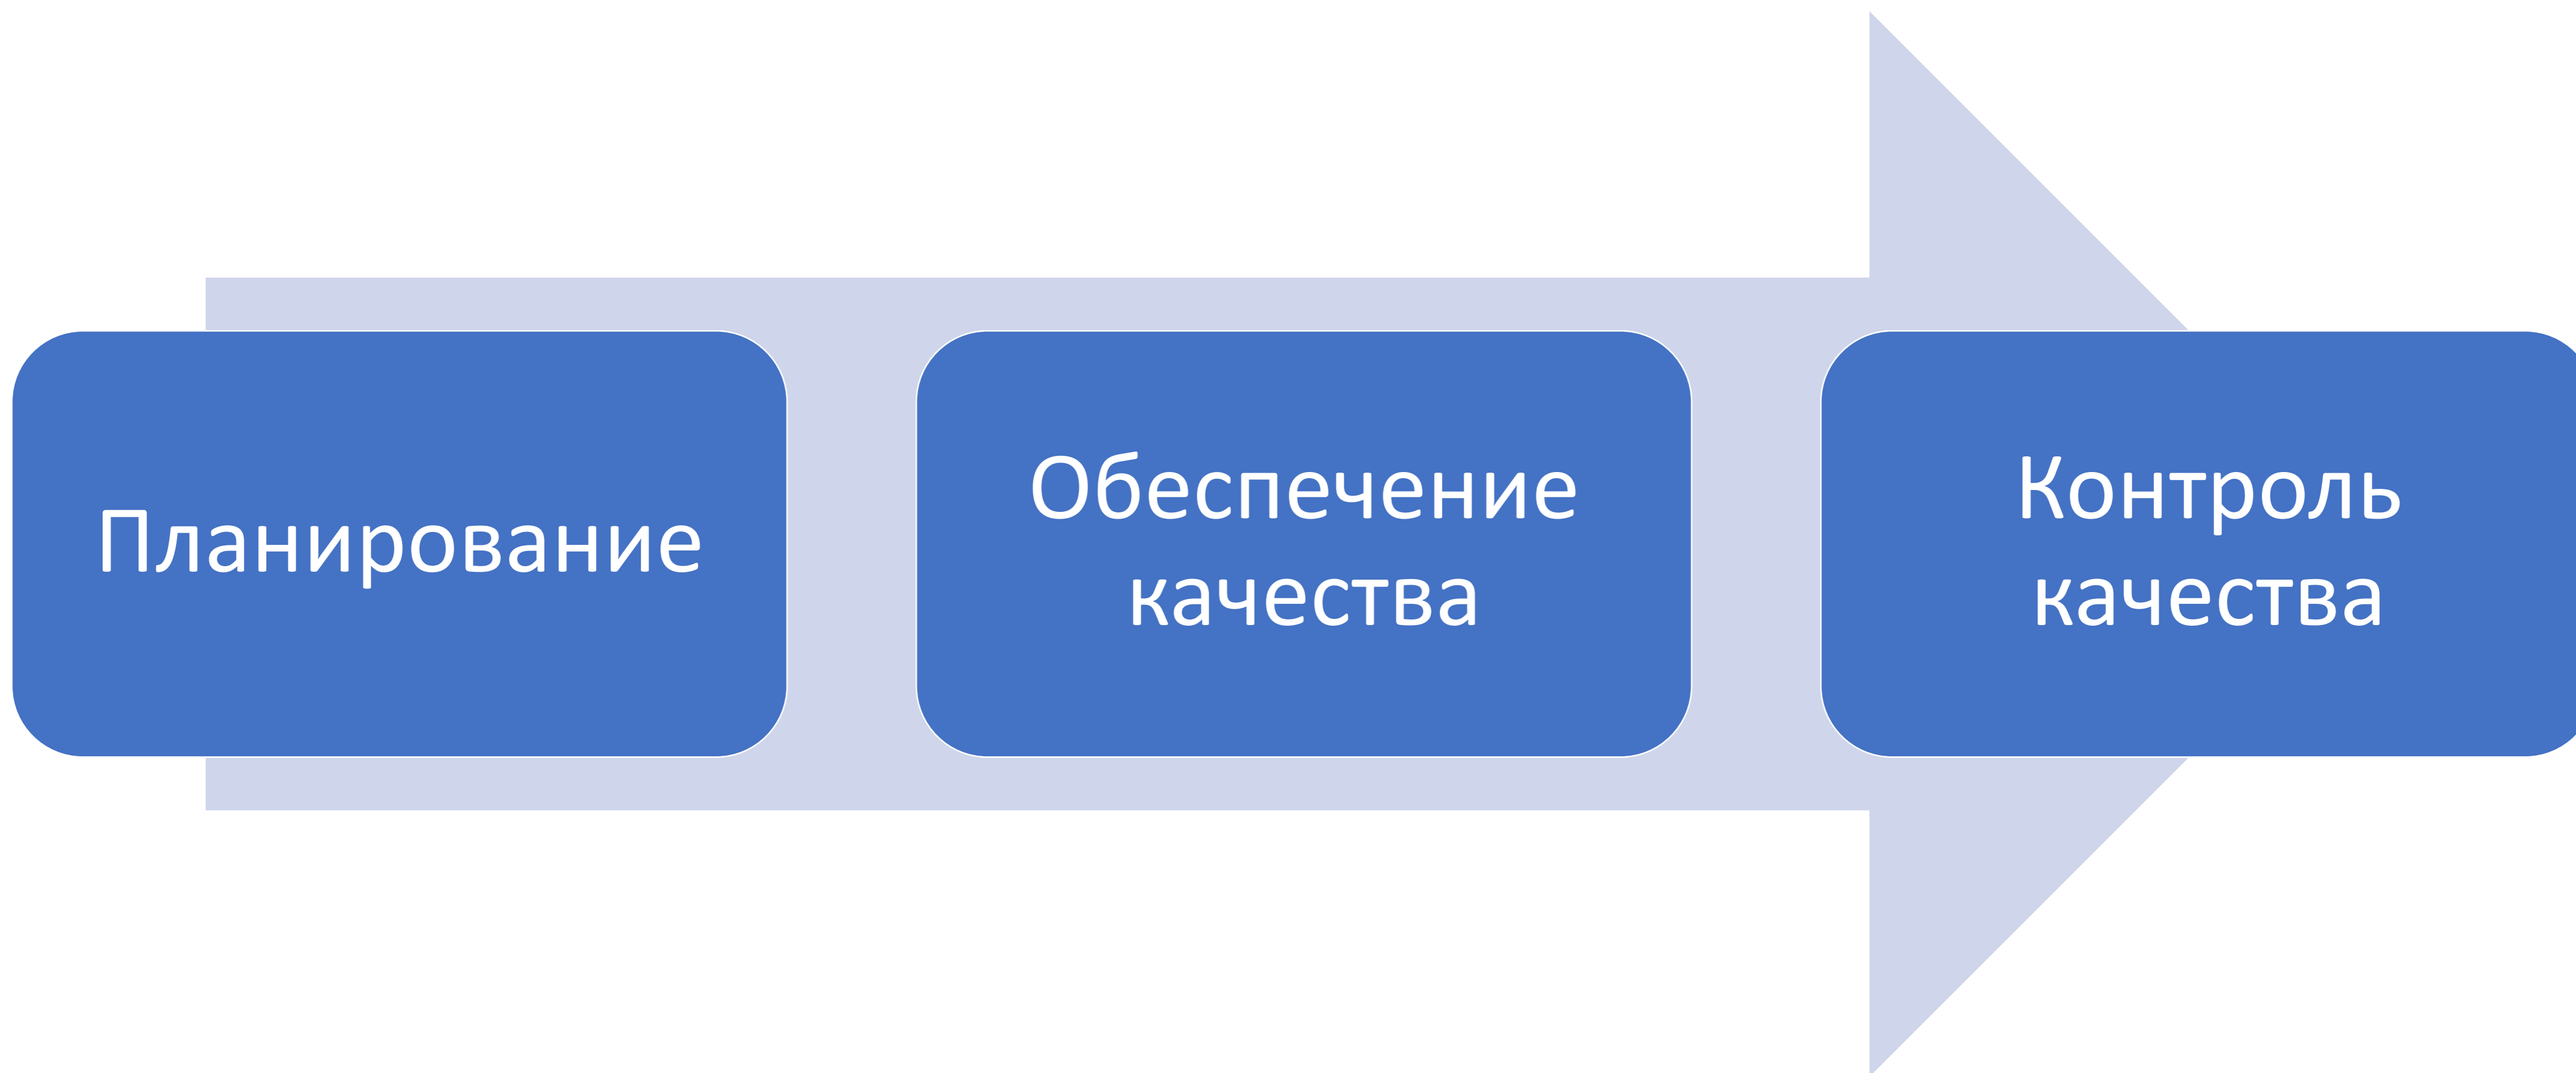 Планирование
Обеспечение
качества
Контроль
качества